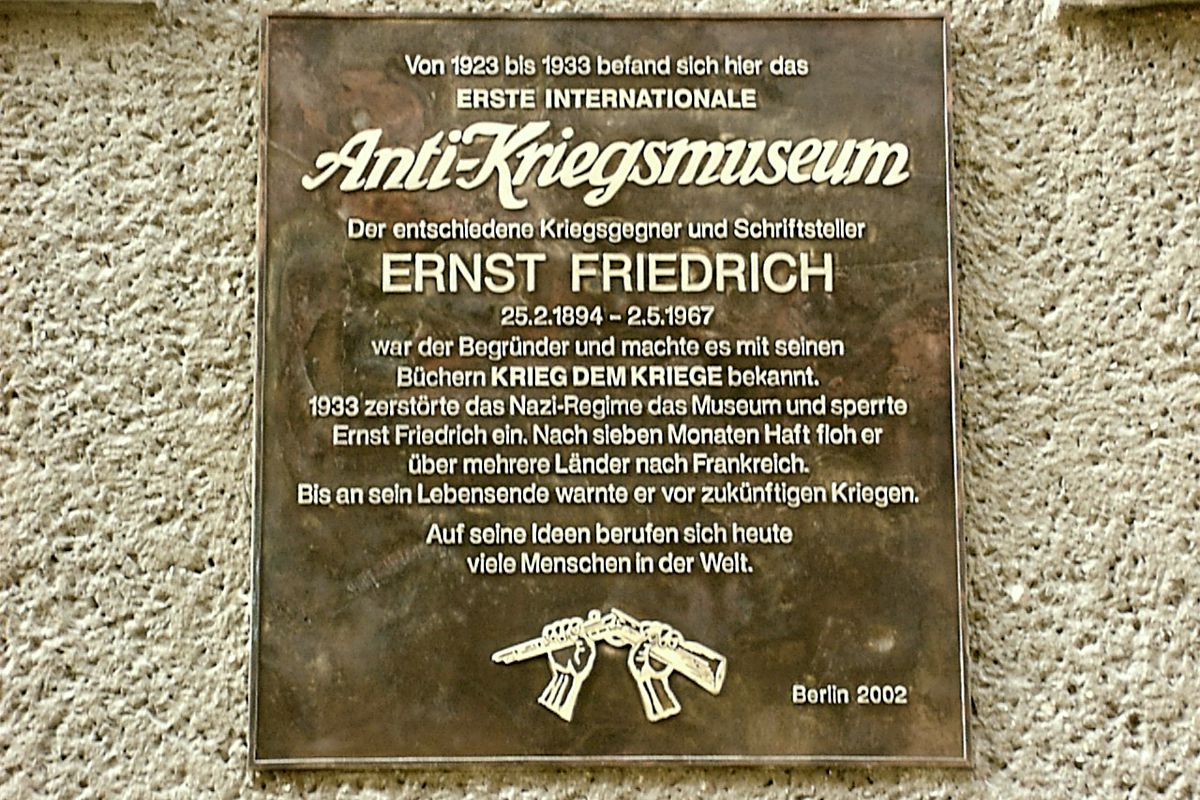 Von 1923 bis 1933 befand sich hier das
ERSTE INTERNATIONALE
Anti-Kriegsmuseum
Der entschiedene Kriegsgegner und Schriftsteller
ERNST FRIEDRICH
25.2.1894 – 2.5.1967
war der Begründer und machte es mit seinen
Büchern KRIEG DEM KRIEGE bekannt.
1933 zerstörte das Nazi-Regime das Museum und sperrte
Ernst Friedrich ein. Nach sieben Monaten Haft floh er
über mehrere Länder nach Frankreich.
Bis an sein Lebensende warnte er vor zukünftigen Kriegen.
Auf seine Ideen berufen sich heute
viele Menschen in der Welt.
Berlin 2002